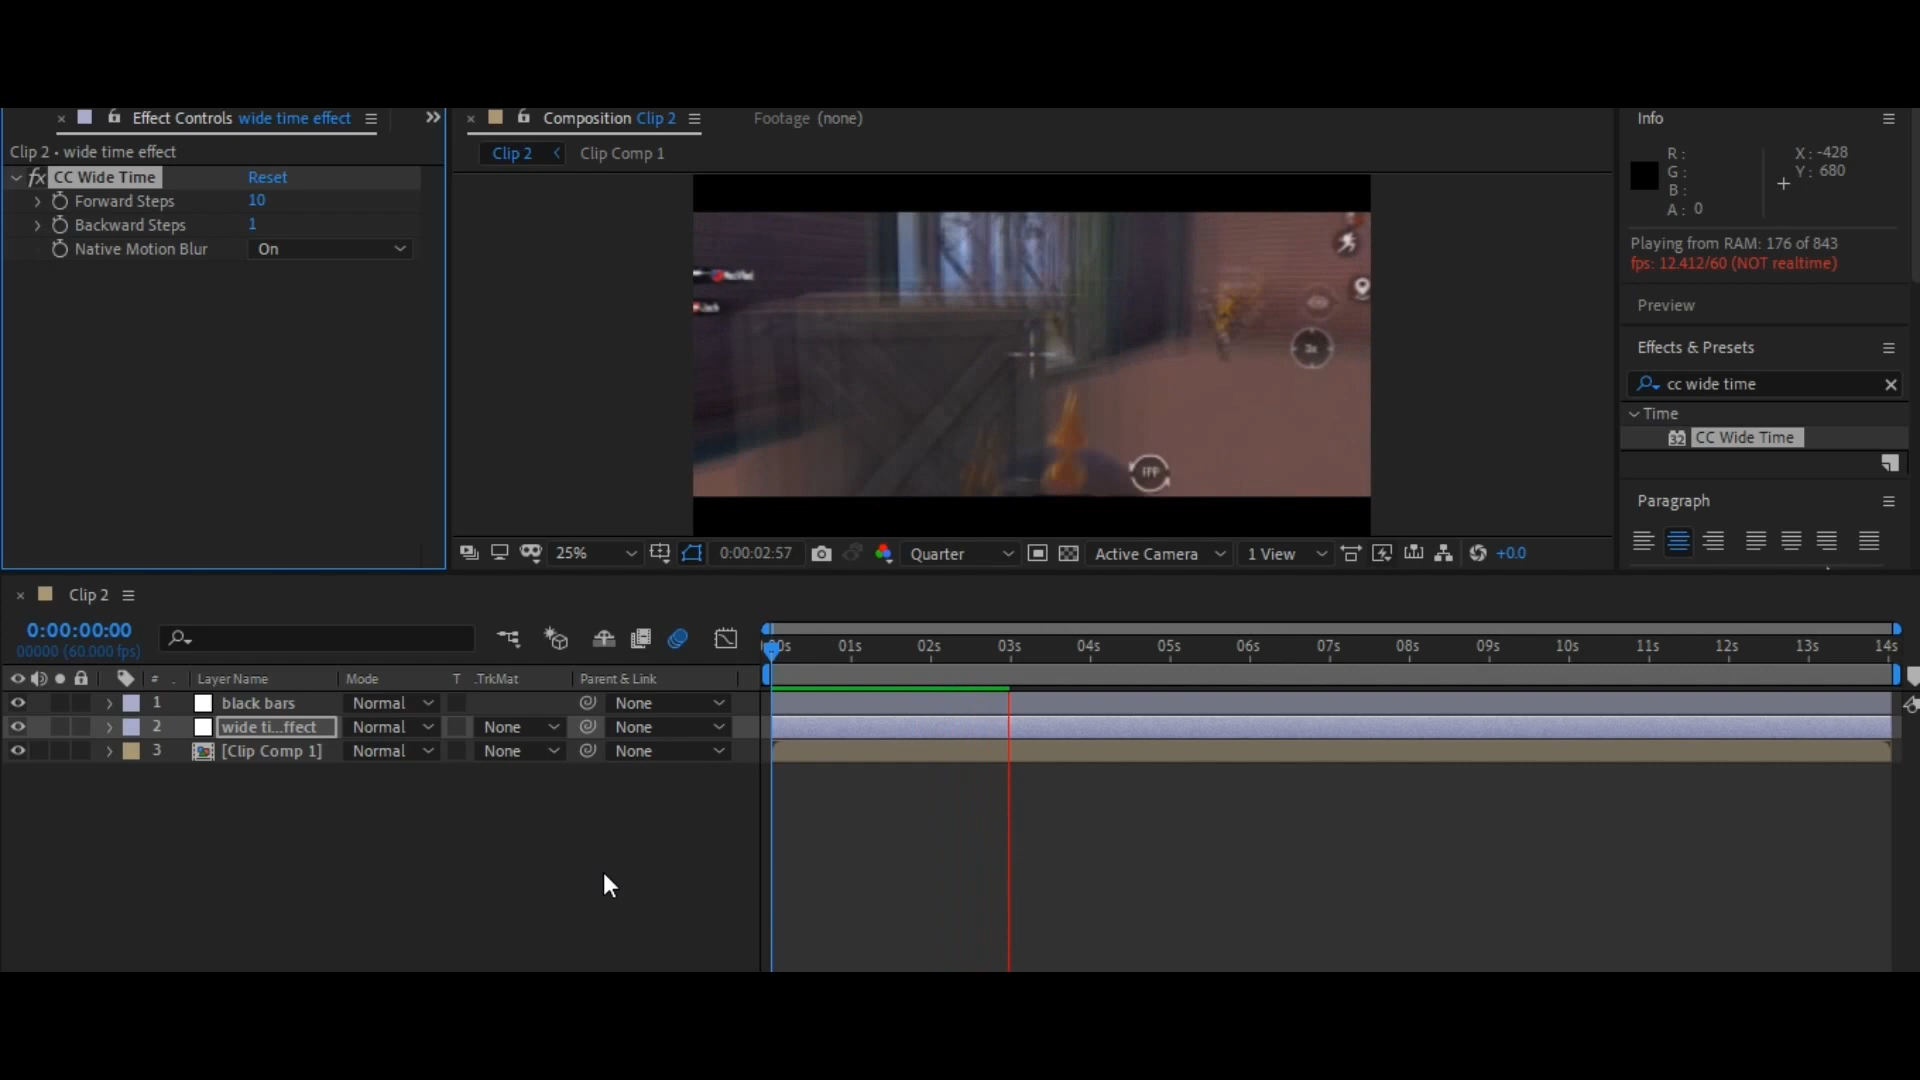 Effect Controls wide time effect
Clip 2 • wide time effect
fx CC Wide Time Reset
Forward Steps 10
Backward Steps 1
Native Motion Blur On
Composition Clip 2
Footage (none)
Clip 2
Clip Comp 1
3x
FPP
25%
0:00:02:57
Quarter
Active Camera
1 View
+0.0
Info
R:
G:
B:
A: 0
X: -428
Y: 680
Playing from RAM: 176 of 843
fps: 12.412/60 (NOT realtime)
Preview
Effects & Presets
cc wide time
Time
32 CC Wide Time
Paragraph
Clip 2
0:00:00:00
00000 (60.000 fps)
# . Layer Name Mode T .TrkMat Parent & Link
1 black bars Normal None
2 wide ti...ffect Normal None None
3 [Clip Comp 1] Normal None None
00s 01s 02s 03s 04s 05s 06s 07s 08s 09s 10s 11s 12s 13s 14s